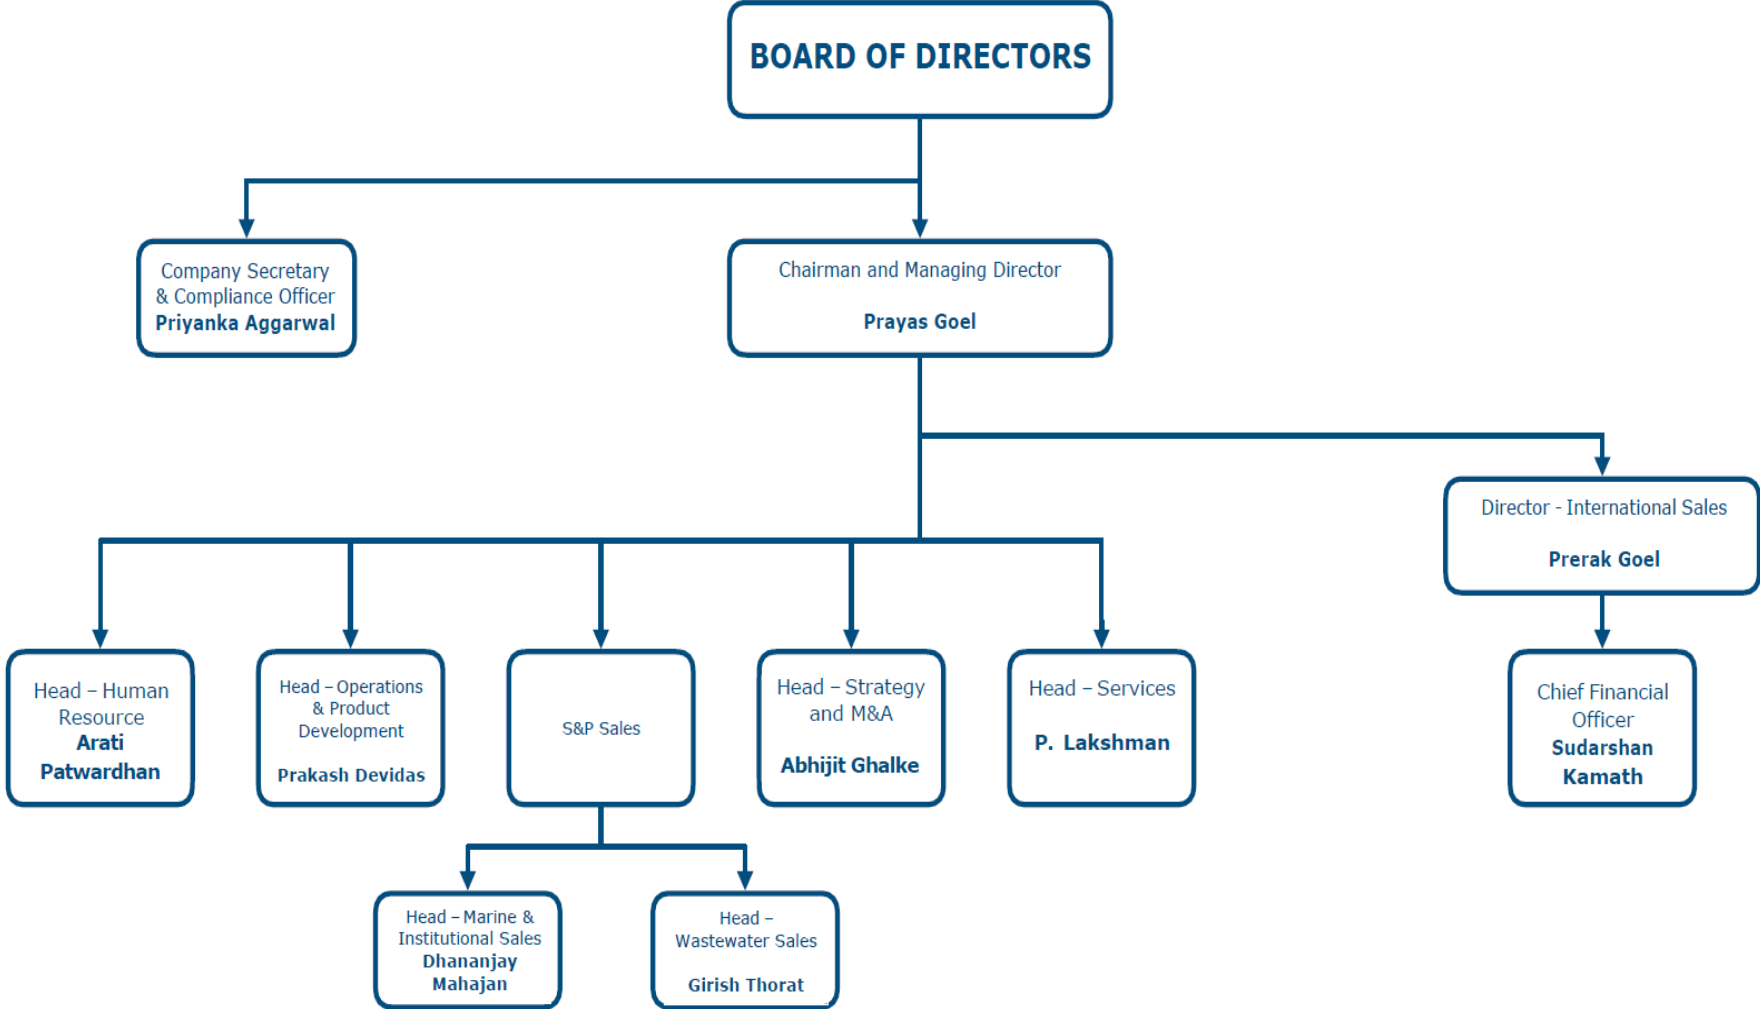 BOARD OF DIRECTORS
Company Secretary
& Compliance Officer
Priyanka Aggarwal
Chairman and Managing Director
Prayas Goel
Director - International Sales
Prerak Goel
Head – Human
Resource
Arati
Patwardhan
Head – Operations
& Product
Development
Prakash Devidas
S&P Sales
Head – Strategy
and M&A
Abhijit Ghalke
Head – Services
P. Lakshman
Chief Financial
Officer
Sudarshan
Kamath
Head – Marine &
Institutional Sales
Dhananjay
Mahajan
Head –
Wastewater Sales
Girish Thorat